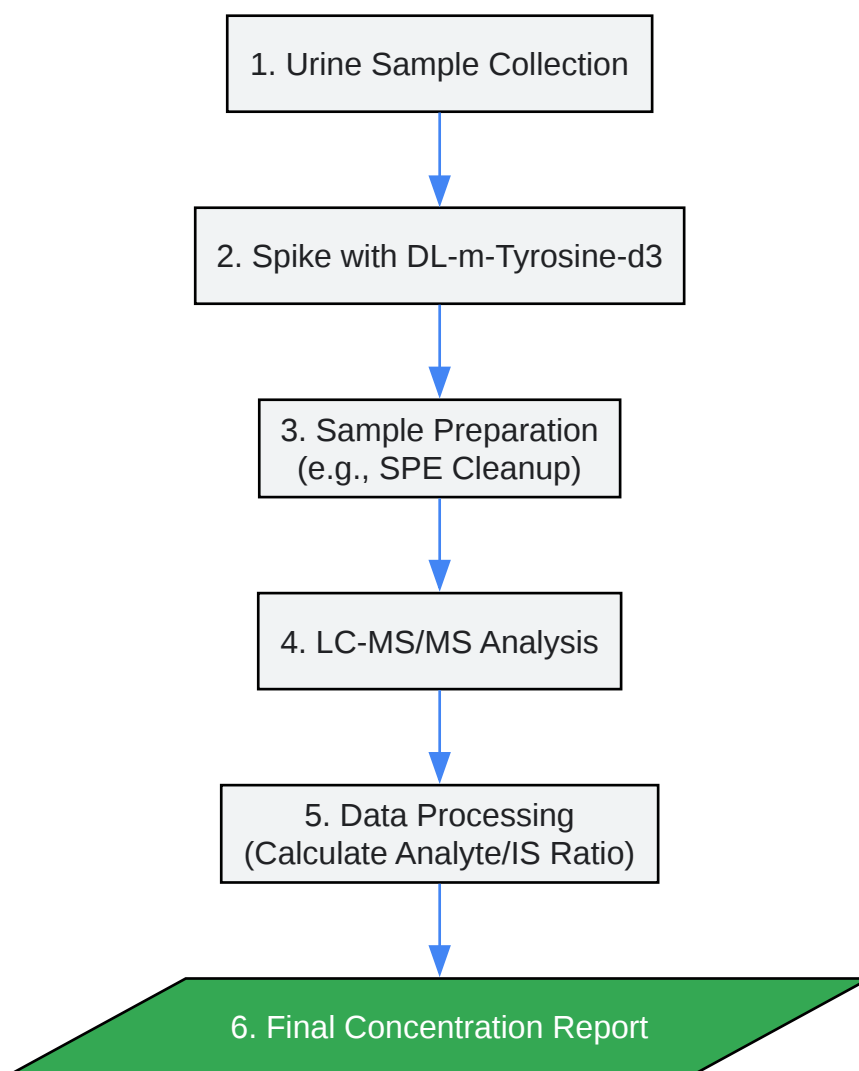 1. Urine Sample Collection
2. Spike with DL-m-Tyrosine-d3
3. Sample Preparation
(e.g., SPE Cleanup)
4. LC-MS/MS Analysis
5. Data Processing
(Calculate Analyte/IS Ratio)
6. Final Concentration Report